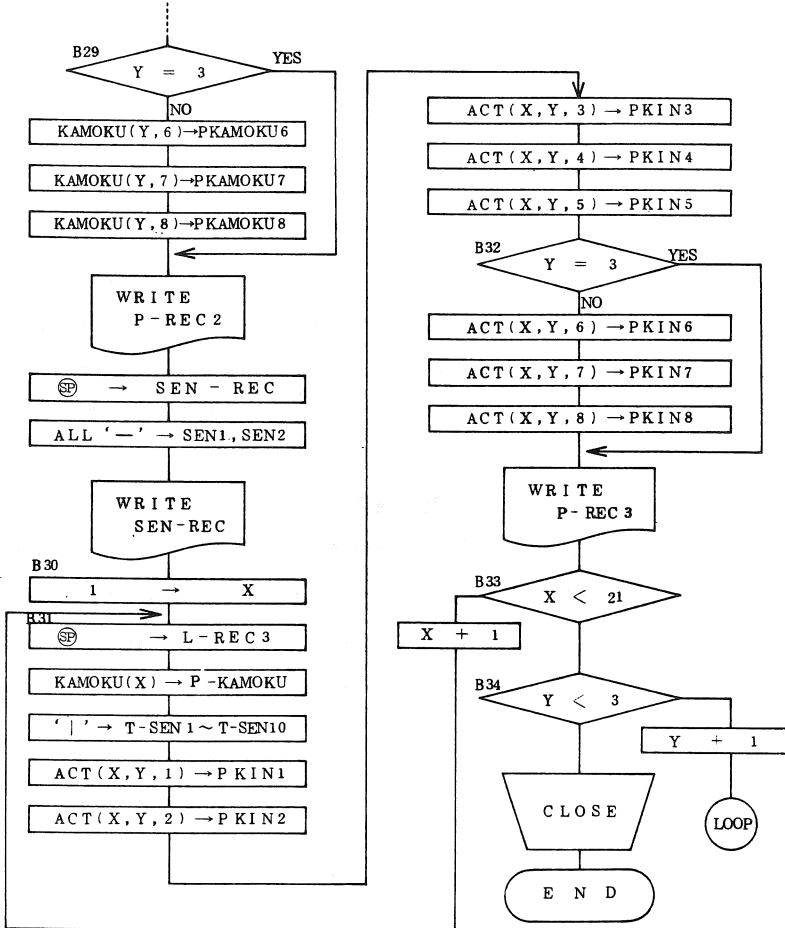 B29
Y = 3
YES
NO
KAMOKU(Y,6)→PKAMOKU6
KAMOKU(Y,7)→PKAMOKU7
KAMOKU(Y,8)→PKAMOKU8
WRITE
P-REC2
SP → SEN-REC
ALL '—' → SEN1,SEN2
WRITE
SEN-REC
B30
1 → X
B31
SP → L-REC3
KAMOKU(X) → P-KAMOKU
'|' → T-SEN1～T-SEN10
ACT(X,Y,1)→PKIN1
ACT(X,Y,2)→PKIN2
ACT(X,Y,3)→PKIN3
ACT(X,Y,4)→PKIN4
ACT(X,Y,5)→PKIN5
B32
Y = 3
YES
NO
ACT(X,Y,6)→PKIN6
ACT(X,Y,7)→PKIN7
ACT(X,Y,8)→PKIN8
WRITE
P-REC3
B33
X < 21
X + 1
B34
Y < 3
Y + 1
CLOSE
LOOP
END